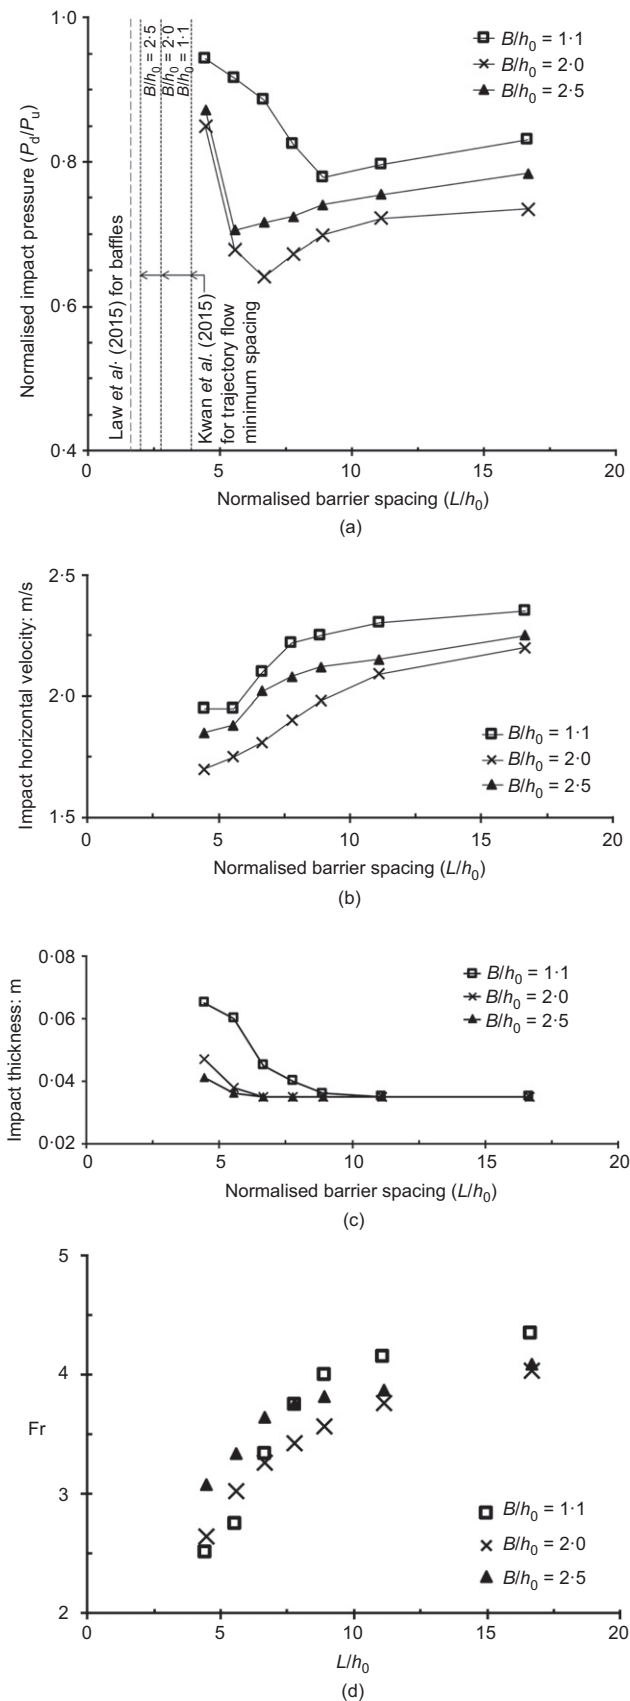 1·0
0·8
0·6
0·4
Normalised impact pressure (Pd/Pu)
Law et al· (2015) for baffles
B/h0 = 2·5
B/h0 = 2·0
B/h0 = 1·1
Kwan et al. (2015)
for trajectory flow
minimum spacing
B/h0 = 1·1
B/h0 = 2·0
B/h0 = 2·5
0 5 10 15 20
Normalised barrier spacing (L/h0)
(a)
2·5
2·0
1·5
Impact horizontal velocity: m/s
B/h0 = 1·1
B/h0 = 2·0
B/h0 = 2·5
0 5 10 15 20
Normalised barrier spacing (L/h0)
(b)
0·08
0·06
0·04
0·02
Impact thickness: m
B/h0 = 1·1
B/h0 = 2·0
B/h0 = 2·5
0 5 10 15 20
Normalised barrier spacing (L/h0)
(c)
5
4
3
2
Fr
B/h0 = 1·1
B/h0 = 2·0
B/h0 = 2·5
0 5 10 15 20
L/h0
(d)